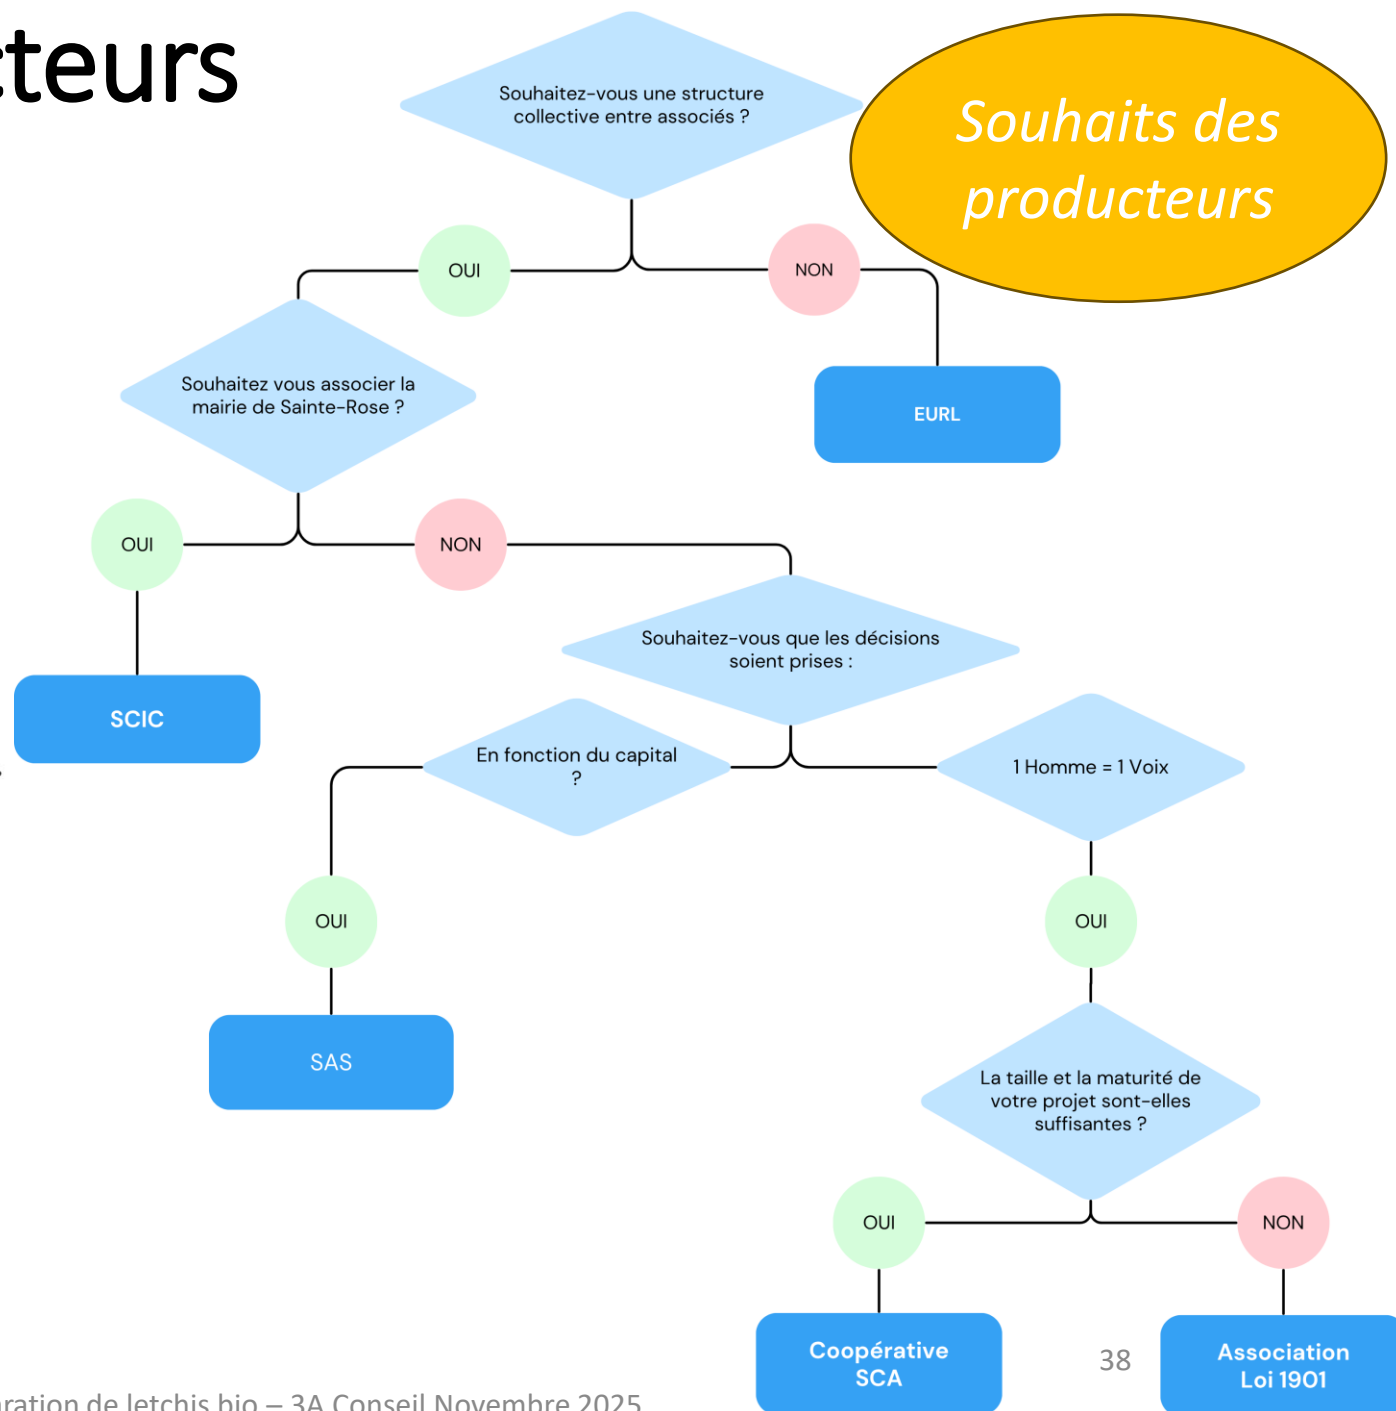 cteurs
Souhaits des
producteurs
Souhaitez-vous une structure
collective entre associés ?
OUI
NON
Souhaitez vous associer la
mairie de Sainte-Rose ?
EURL
OUI
NON
Souhaitez-vous que les décisions
soient prises :
SCIC
En fonction du capital
?
1 Homme = 1 Voix
OUI
OUI
SAS
La taille et la maturité de
votre projet sont-elles
suffisantes ?
OUI
NON
Coopérative
SCA
Association
Loi 1901
38
ration de letchis bio – 3A Conseil Novembre 2025